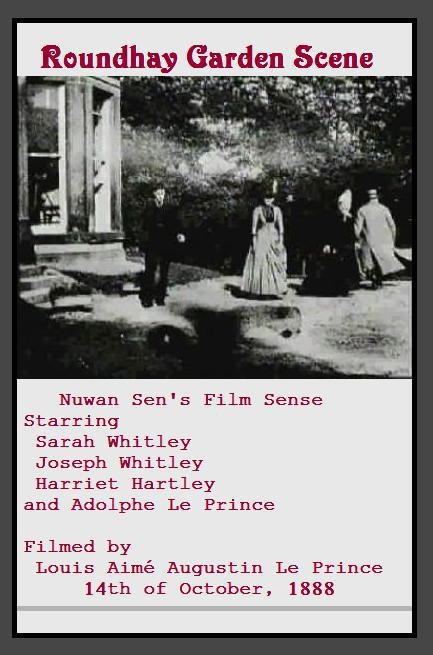 Roundhay Garden Scene
Nuwan Sen's Film Sense
Starring
Sarah Whitley
Joseph Whitley
Harriet Hartley
and Adolphe Le Prince
Filmed by
Louis Aimé Augustin Le Prince
14th of October, 1888